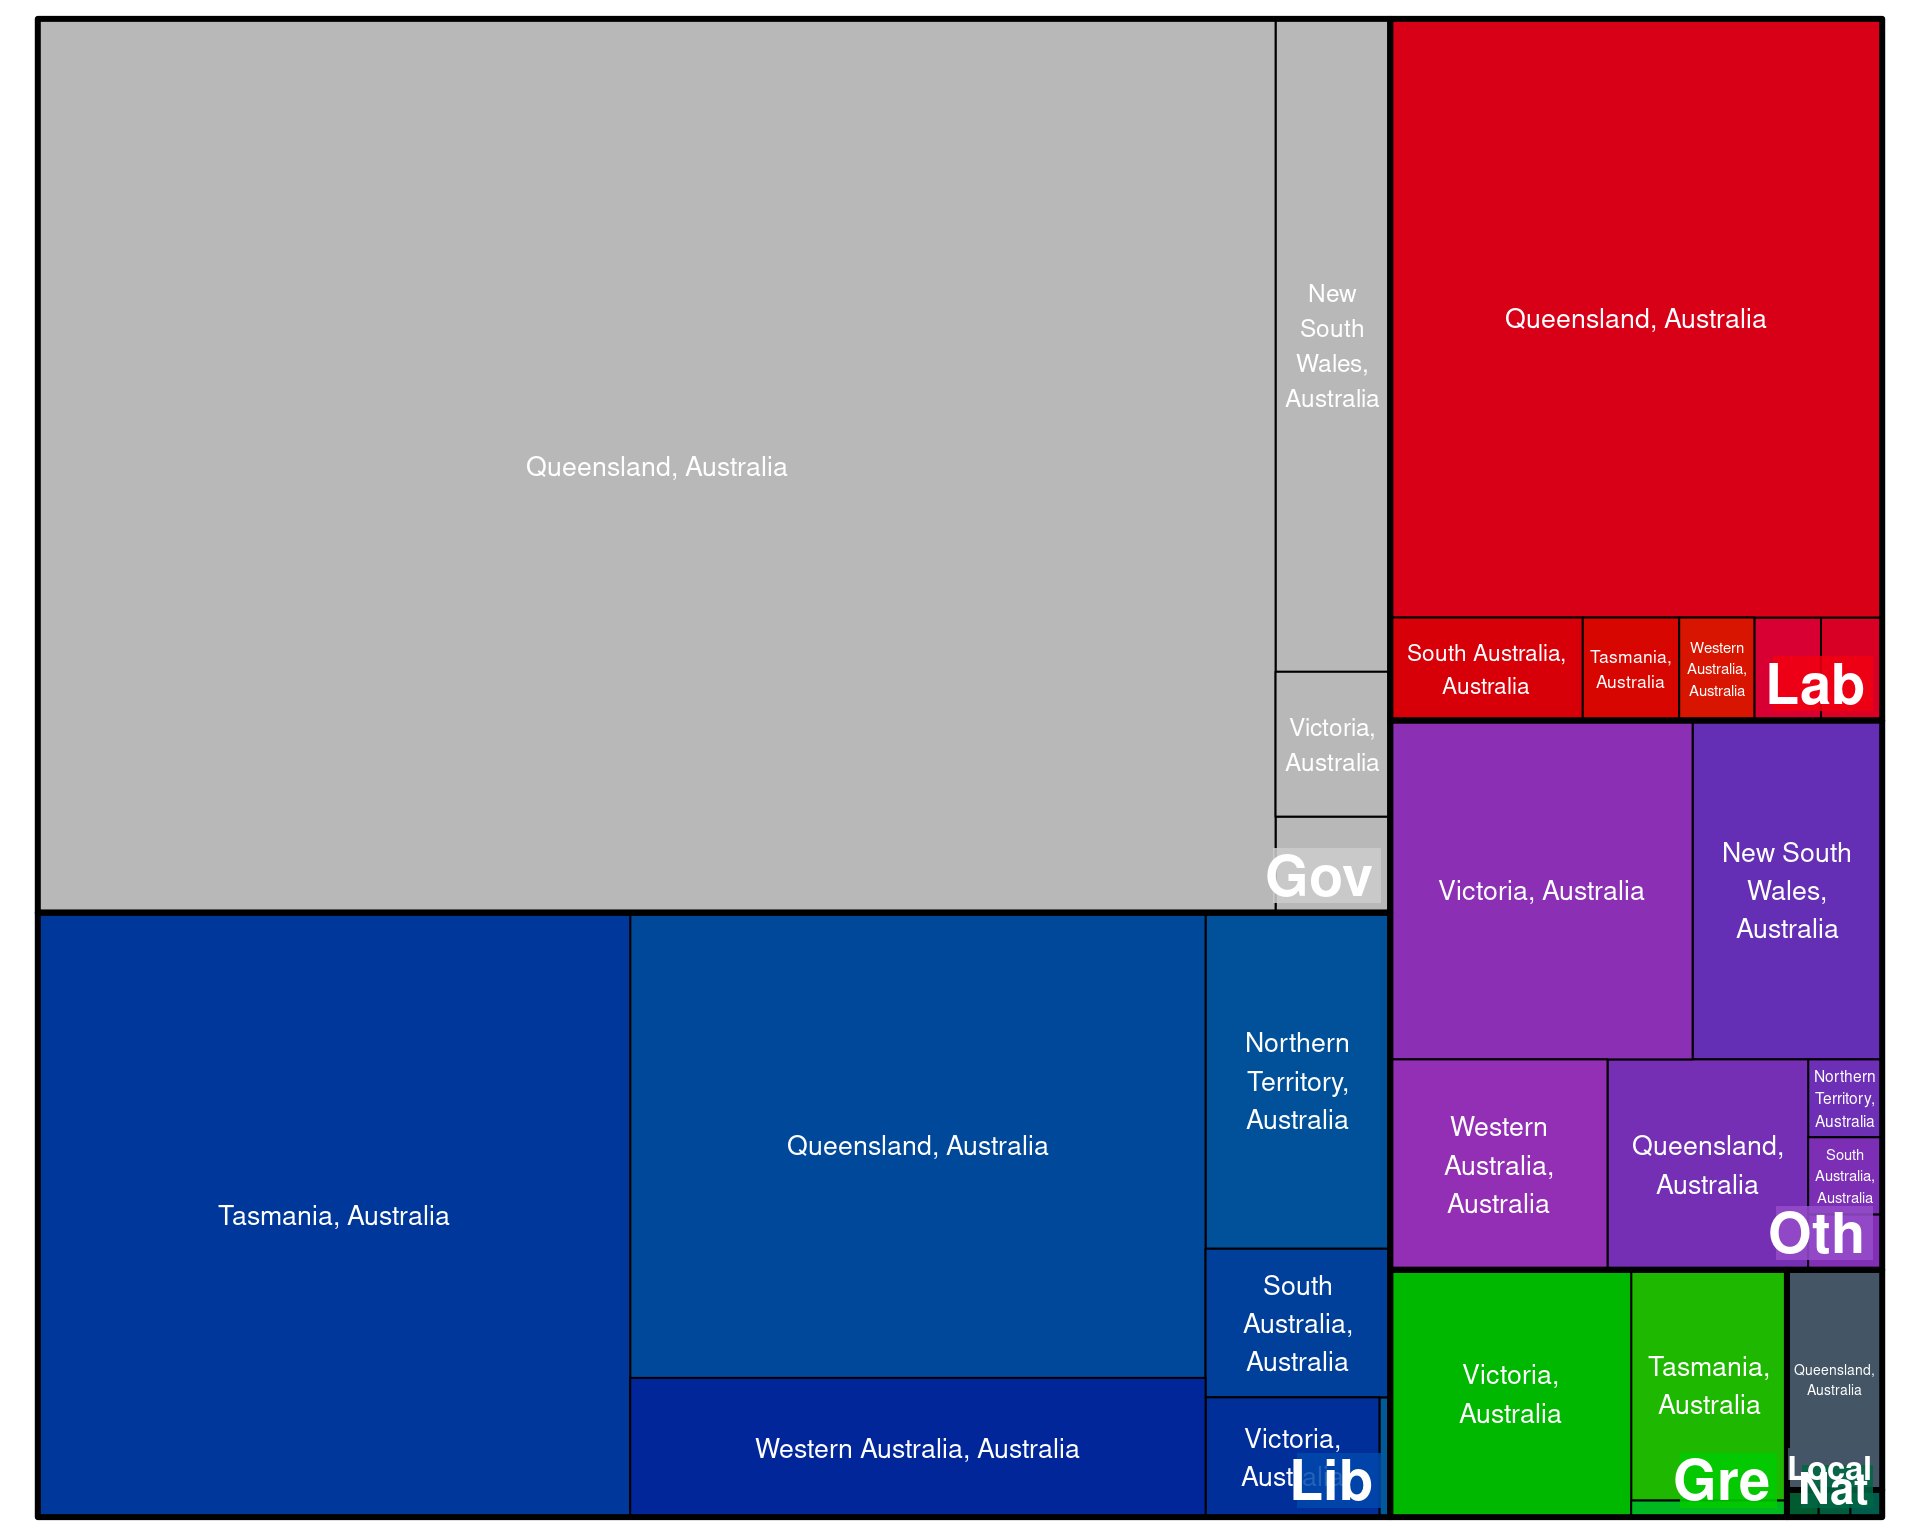 Queensland, Australia
New
South
Wales,
Australia
Victoria,
Australia
Gov
Tasmania, Australia
Queensland, Australia
Western Australia, Australia
Northern
Territory,
Australia
South
Australia,
Australia
Victoria,
Australia
Lib
Queensland, Australia
South Australia,
Australia
Tasmania,
Australia
Western
Australia,
Australia
Lab
Victoria, Australia
New South
Wales,
Australia
Western
Australia,
Australia
Queensland,
Australia
Northern
Territory,
Australia
South
Australia,
Australia
Oth
Victoria,
Australia
Tasmania,
Australia
Gre
Queensland,
Australia
Local
Nat